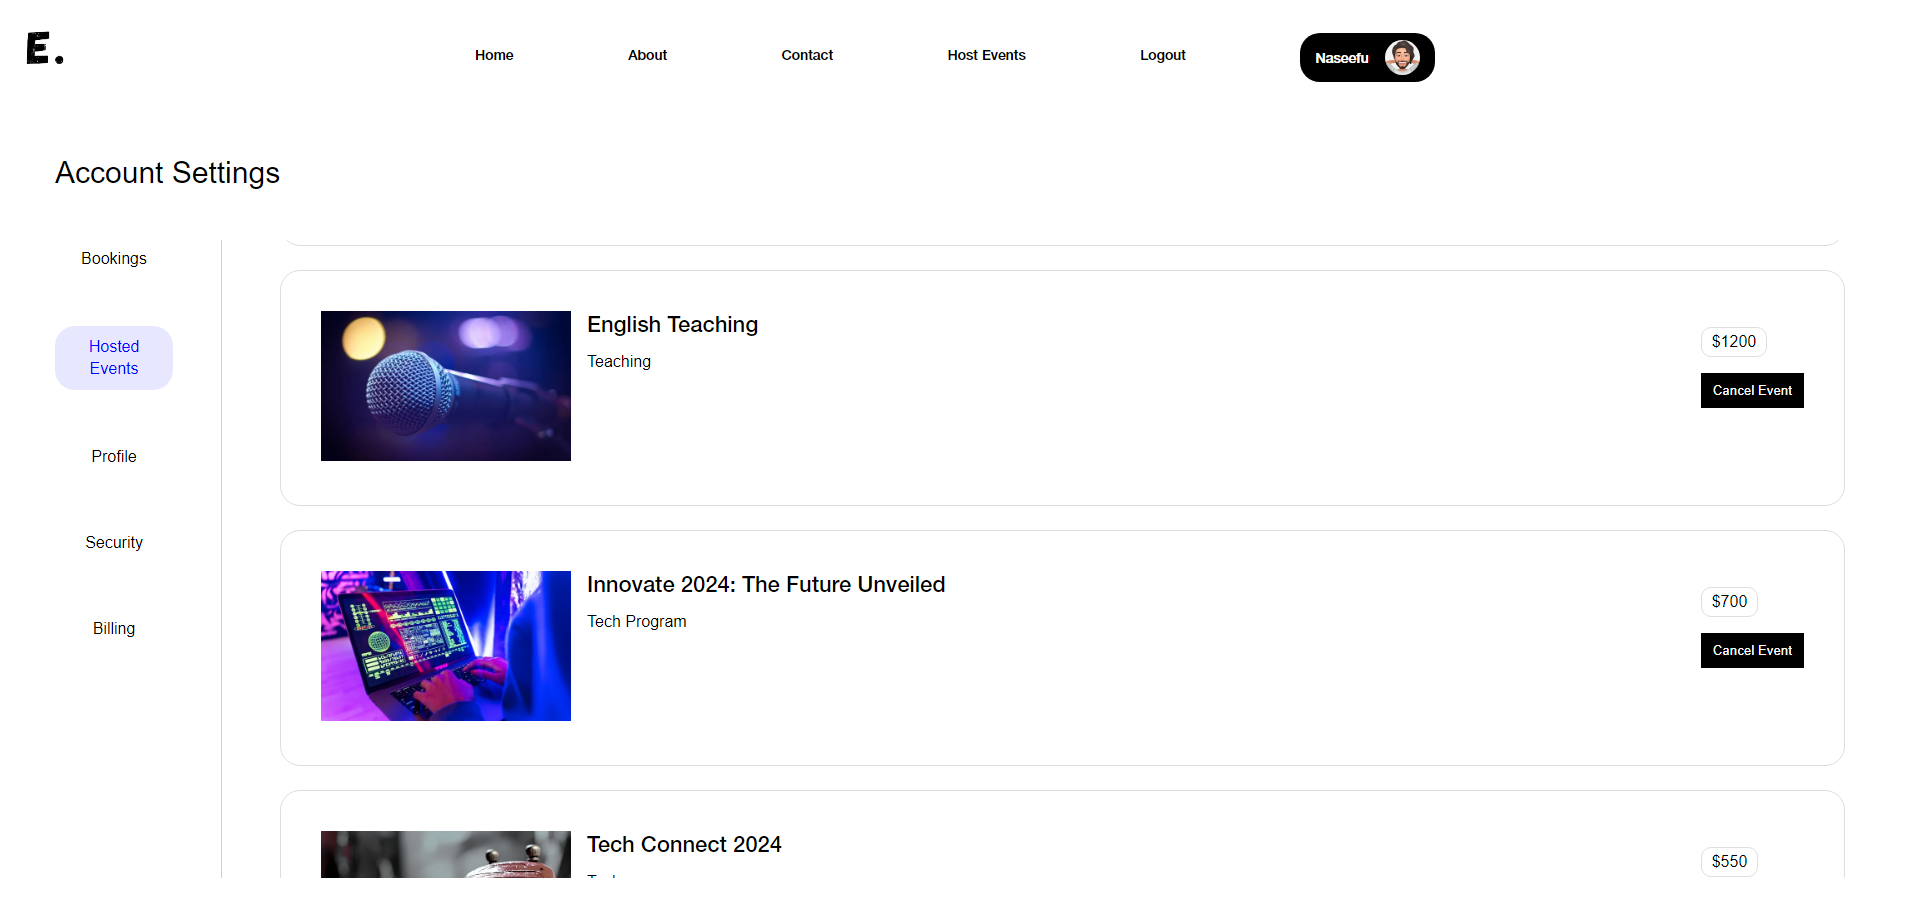 E.
Home
About
Contact
Host Events
Logout
Naseefu
Account Settings
Bookings
Hosted
Events
Profile
Security
Billing
English Teaching
Teaching
$1200
Cancel Event
Innovate 2024: The Future Unveiled
Tech Program
$700
Cancel Event
Tech Connect 2024
$550